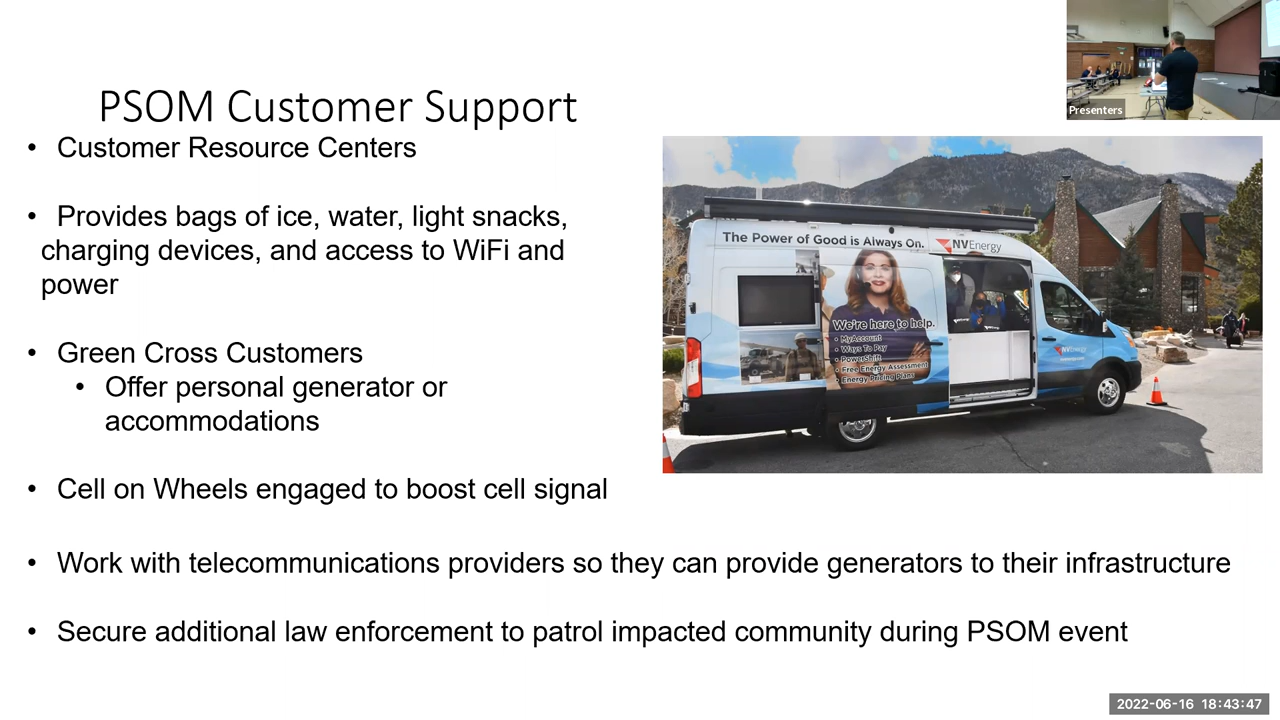 Presenters
PSOM Customer Support
• Customer Resource Centers
• Provides bags of ice, water, light snacks,
charging devices, and access to WiFi and
power
• Green Cross Customers
• Offer personal generator or
accommodations
• Cell on Wheels engaged to boost cell signal
• Work with telecommunications providers so they can provide generators to their infrastructure
• Secure additional law enforcement to patrol impacted community during PSOM event
The Power of Good is Always On.
NVEnergy
We're here to help.
• MyAccount
• Ways To Pay
• PowerShift
• Free Energy Assessment
• Energy Pricing Plans
NVEnergy
2022-06-16 18:43:47